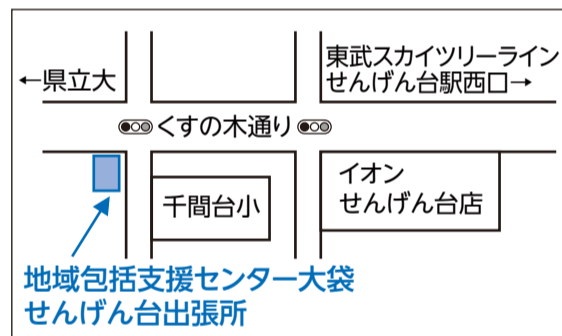 ←県立大
東武スカイツリーライン
せんげん台駅西口→
くすの木通り
千間台小
イオン
せんげん台店
地域包括支援センター大袋
せんげん台出張所